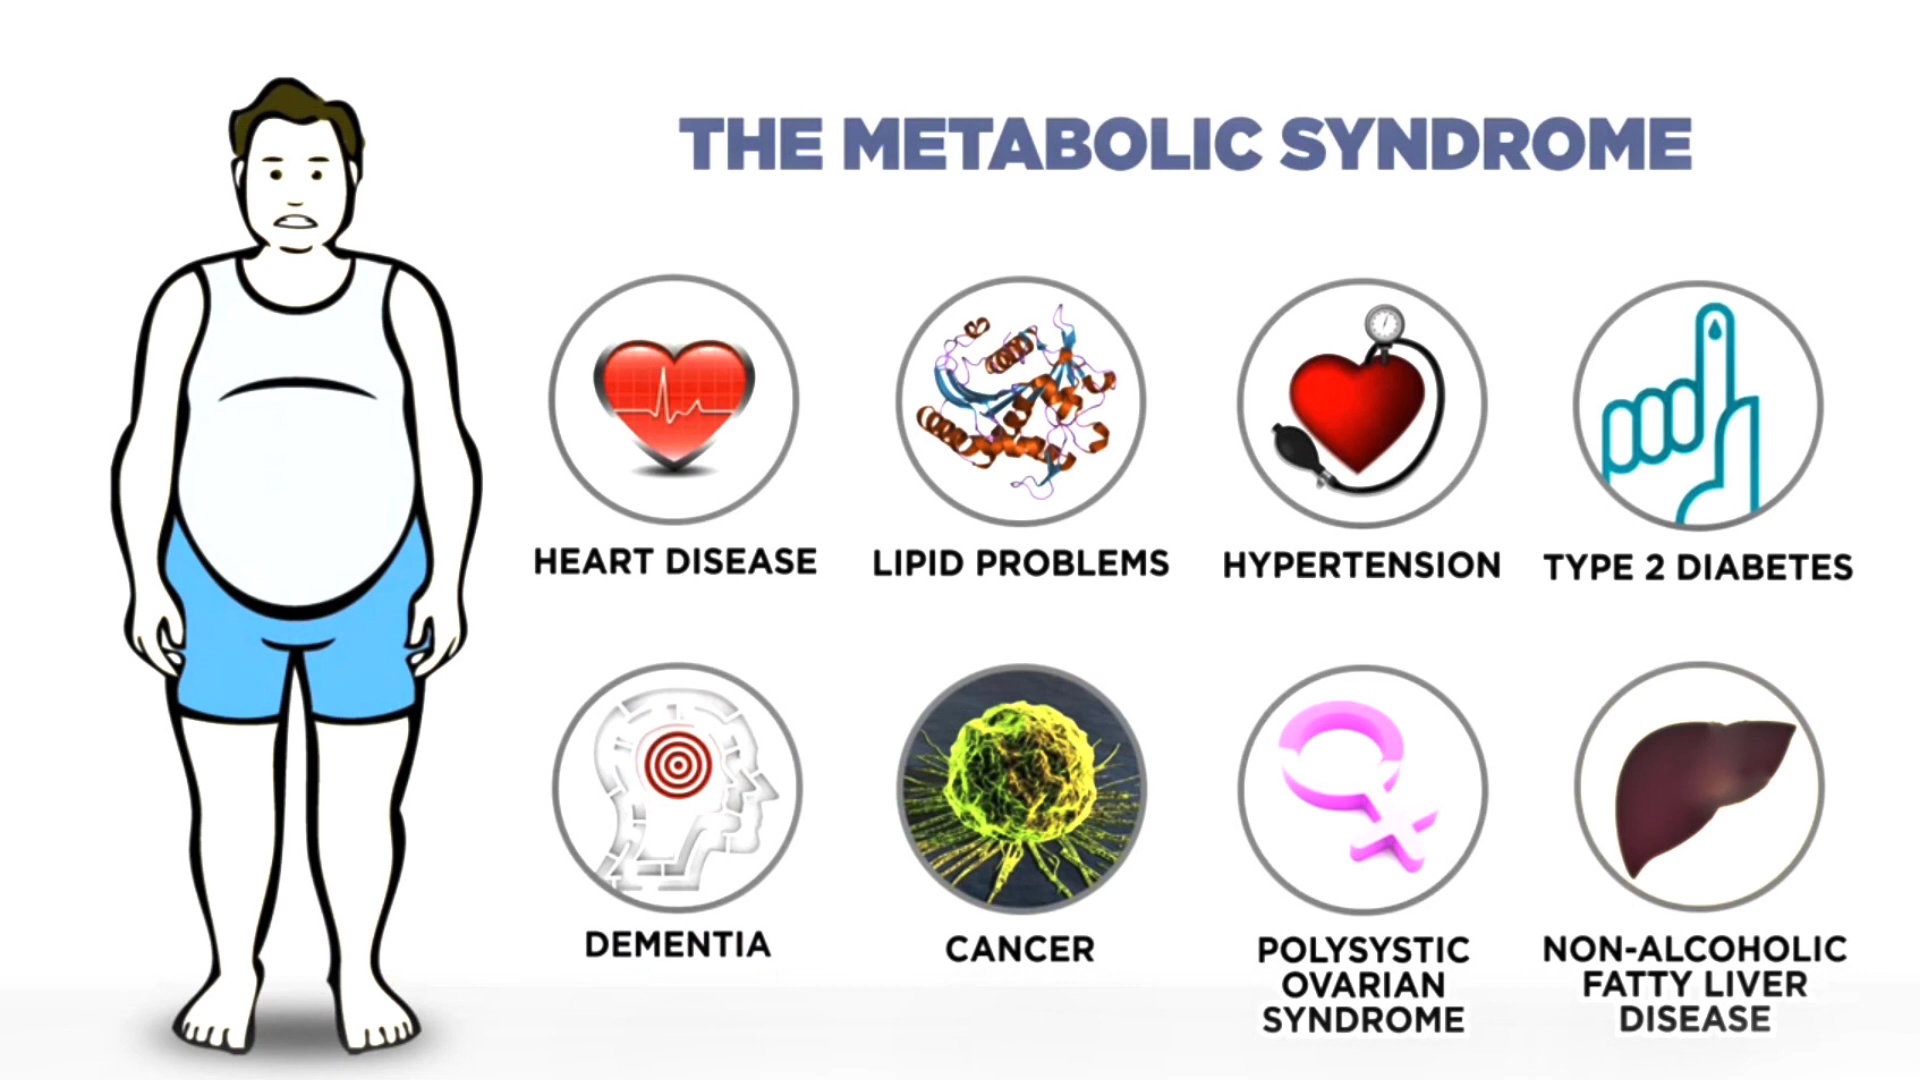 THE METABOLIC SYNDROME
HEART DISEASE
LIPID PROBLEMS
HYPERTENSION
TYPE 2 DIABETES
DEMENTIA
CANCER
POLYSYSTIC
OVARIAN
SYNDROME
NON-ALCOHOLIC
FATTY LIVER
DISEASE